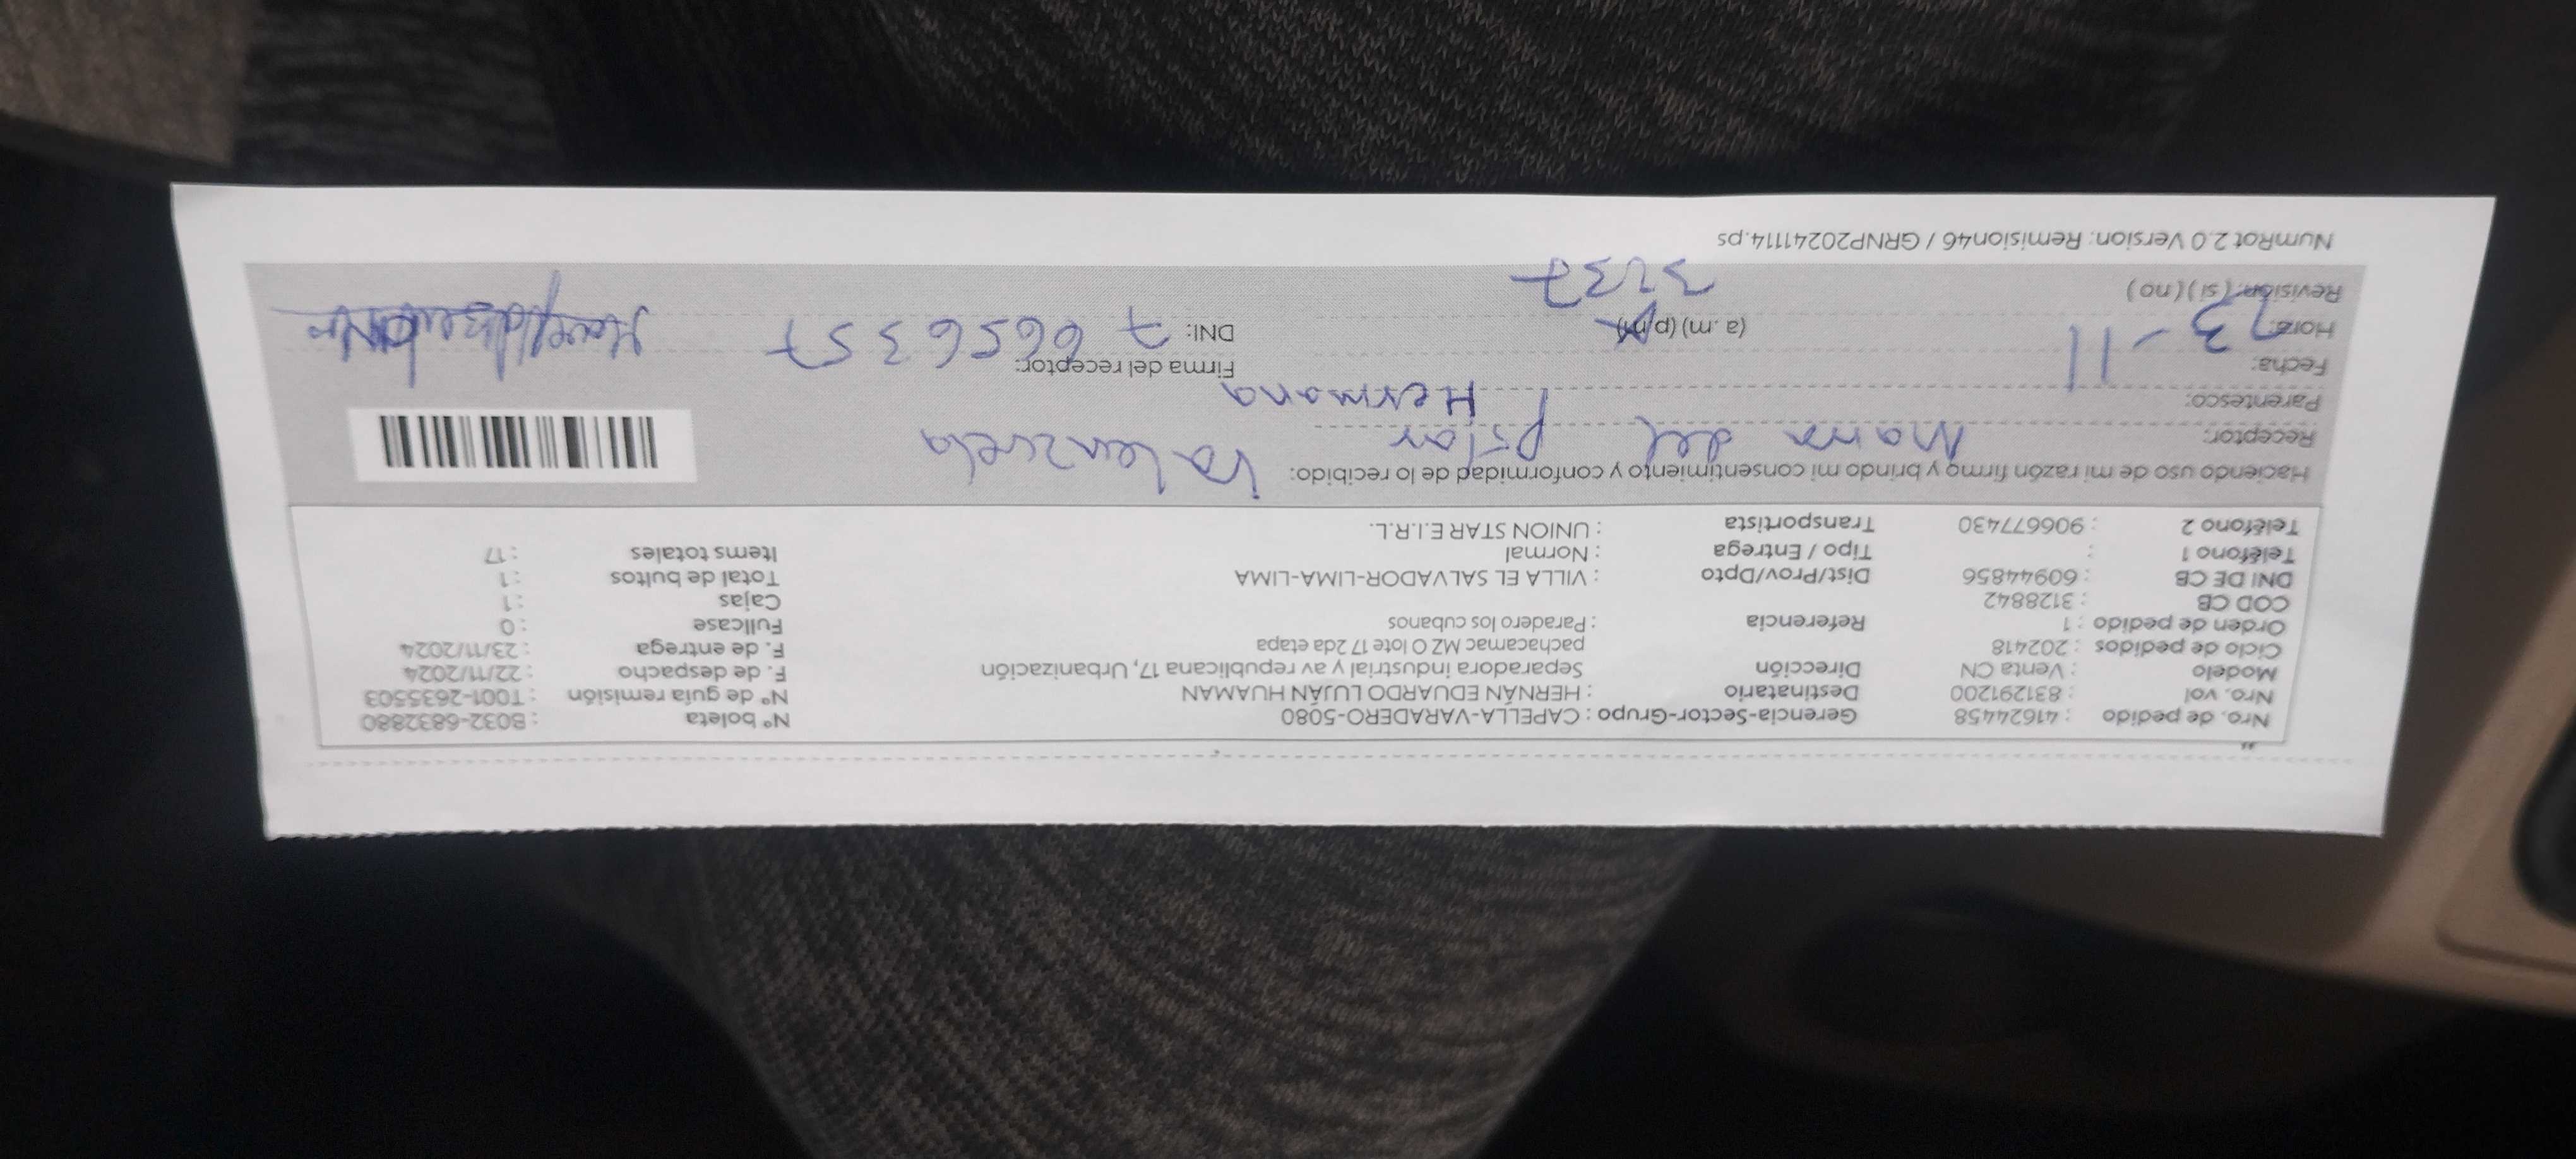 Nro. de pedido : 41624458 Gerencia-Sector-Grupo : CAPELLA-VARADERO-5080 N° boleta : B032-6832880
Nro. vol : 831291200 Destinatario : HERNÁN EDUARDO LUJÁN HUAMAN N° de guía remisión : T001-2635503
Modelo : Venta CN Dirección Separadora industrial y av republicana 17, Urbanización F. de despacho : 22/11/2024
Ciclo de pedidos : 202418 pachacamac MZ O lote 17 2da etapa F. de entrega : 23/11/2024
Orden de pedido : 1 Referencia : Paradero los cubanos Fullcase : 0
COD CB : 3128842 Cajas : 1
DNI DE CB : 60944856 Dist/Prov/Dpto : VILLA EL SALVADOR-LIMA-LIMA Total de bultos : 1
Teléfono 1 : Tipo / Entrega : Normal Items totales : 17
Teléfono 2 : 906677430 Transportista : UNION STAR E.I.R.L.
Haciendo uso de mi razón firmo y brindo mi consentimiento y conformidad de lo recibido:
Receptor: Maria del Pilar Valenzuela
Parentesco: Hermana
Fecha: 23-11 Firma del receptor:
Hora: (a. m) (p.m) DNI: 76656357
Revisión: (si) (no)
NumRot 2.0 Version: Remision46 / GRNP20241114.ps